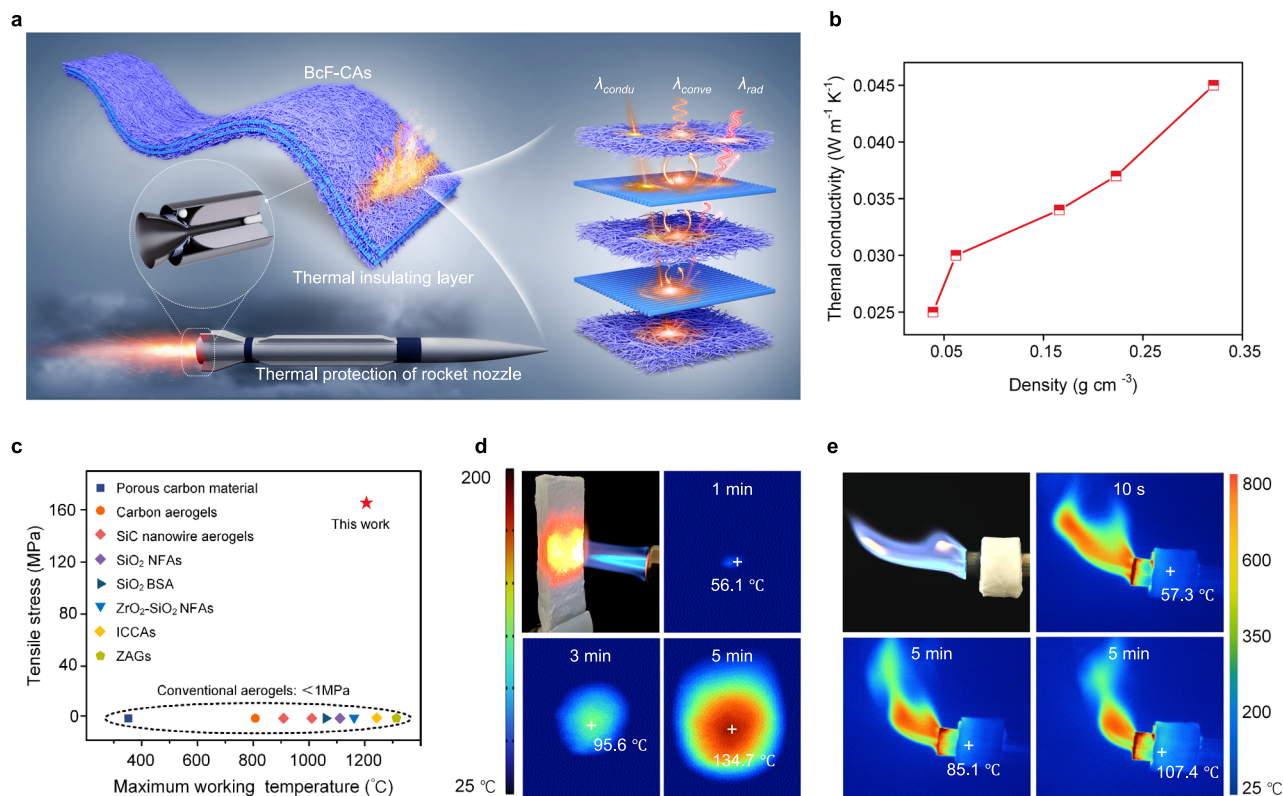 a
BcF-CAs
λcondu
λconve
λrad
Thermal insulating layer
Thermal protection of rocket nozzle
b
Themal conductivity (W m⁻¹ K⁻¹)
0.045
0.040
0.035
0.030
0.025
0.05
0.15
0.25
0.35
Density (g cm ⁻³)
c
Tensile stress (MPa)
160
120
80
40
0
Porous carbon material
Carbon aerogels
SiC nanowire aerogels
SiO₂ NFAs
SiO₂ BSA
ZrO₂-SiO₂ NFAs
ICCAs
ZAGs
This work
Conventional aerogels: <1MPa
400
600
800
1000
1200
Maximum working temperature (°C)
d
200
25 ℃
1 min
56.1 ℃
3 min
95.6 ℃
5 min
134.7 ℃
e
10 s
57.3 ℃
5 min
85.1 ℃
5 min
107.4 ℃
800
600
350
200
25 ℃